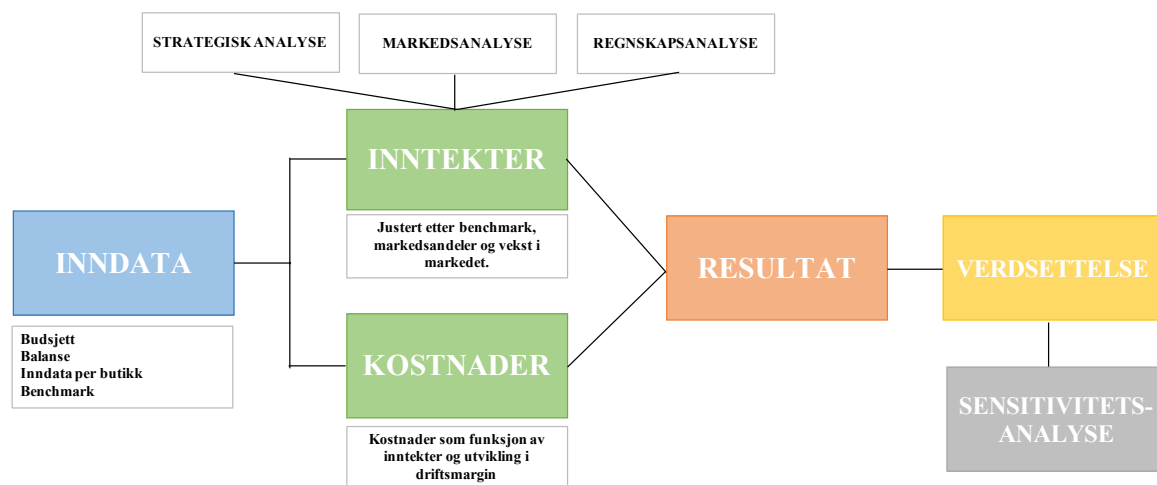 STRATEGISK ANALYSE
MARKEDSANALYSE
REGNSKAPSANALYSE
INNTEKTER
Justert etter benchmark,
markedsandeler og vekst i
markedet.
INNDATA
Budsjett
Balanse
Inndata per butikk
Benchmark
KOSTNADER
Kostnader som funksjon av
inntekter og utvikling i
driftsmargin
RESULTAT
VERDSETTELSE
SENSITIVITETS-
ANALYSE